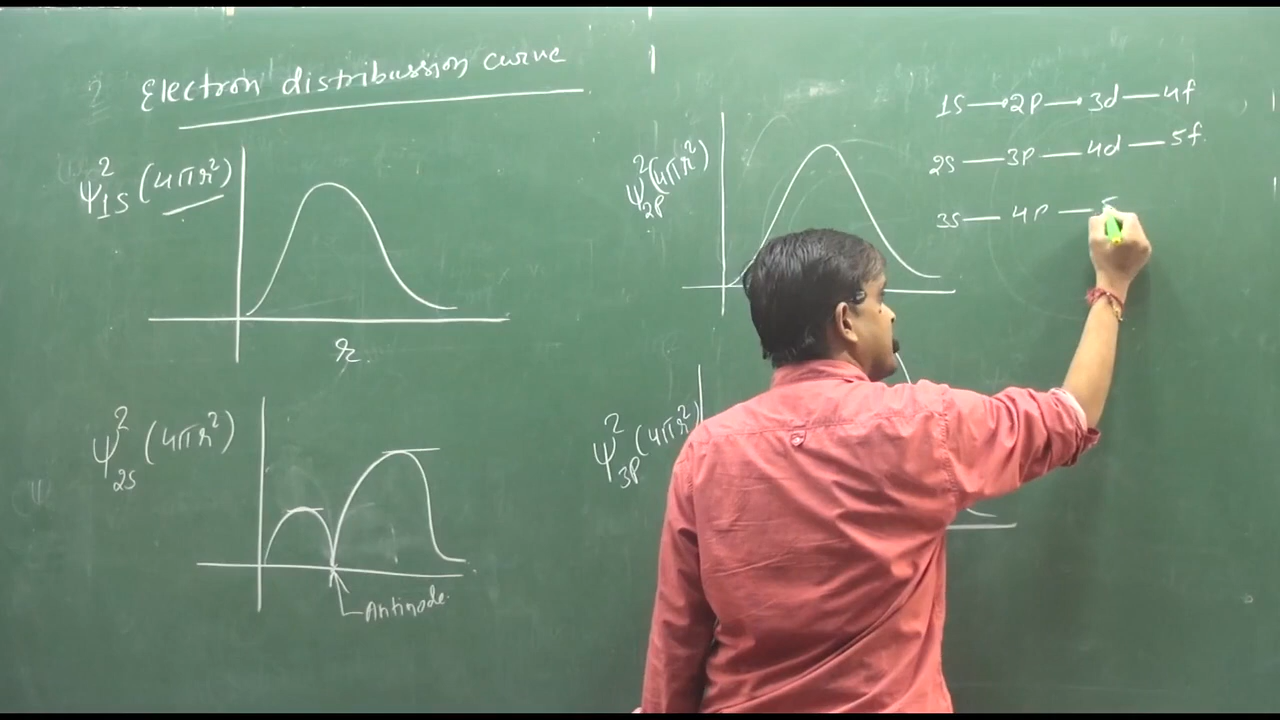 Electron distribussion curve
Ψ²1S (4πr²)
r.
Ψ²2S (4πr²)
Antinode.
Ψ²2P (4πr²)
Ψ²3P (4πr²)
1S → 2P → 3d — 4f
2S — 3P — 4d — 5f.
3S — 4P — 5